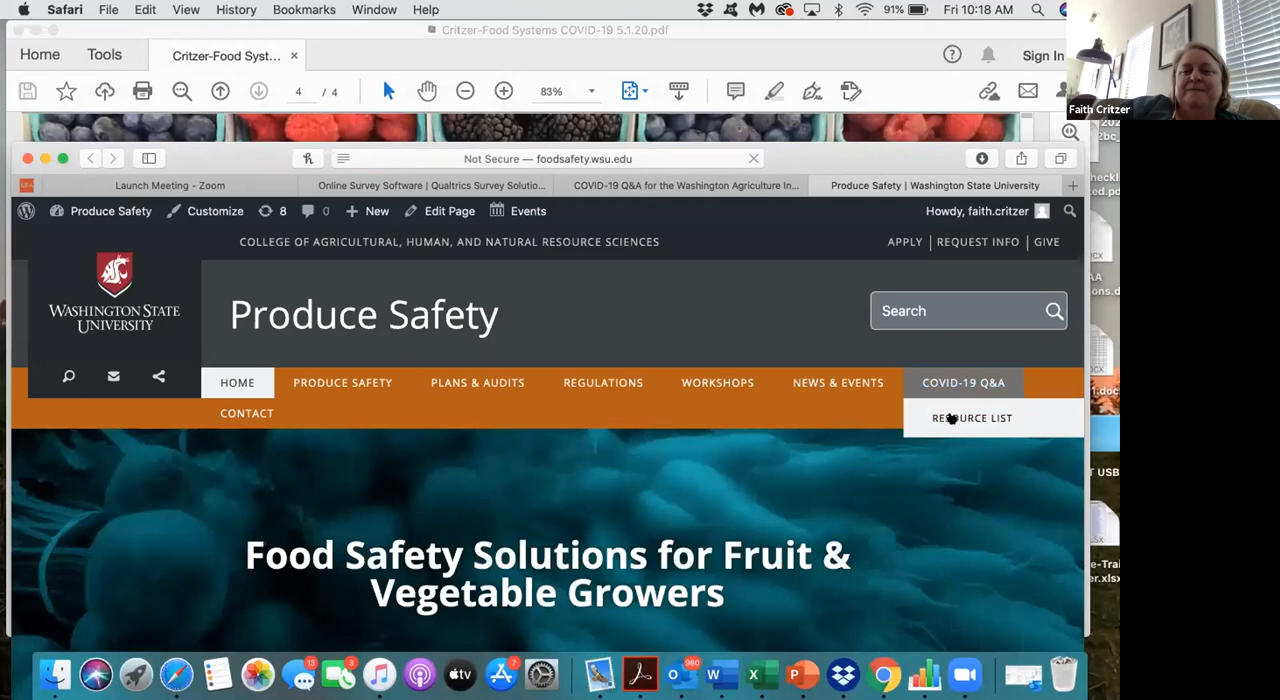 Safari File Edit View History Bookmarks Window Help 91% Fri 10:18 AM
Critzer-Food Systems COVID-19 5.1.20.pdf
Home Tools Critzer-Food Syst... × Sign In
4 / 4 83%
Faith Critzer
Not Secure — foodsafety.wsu.edu
Launch Meeting - Zoom Online Survey Software | Qualtrics Survey Solutio... COVID-19 Q&A for the Washington Agriculture In... Produce Safety | Washington State University
Produce Safety Customize 8 0 New Edit Page Events Howdy, faith.critzer
COLLEGE OF AGRICULTURAL, HUMAN, AND NATURAL RESOURCE SCIENCES APPLY | REQUEST INFO | GIVE
WASHINGTON STATE
UNIVERSITY
Produce Safety
Search
HOME PRODUCE SAFETY PLANS & AUDITS REGULATIONS WORKSHOPS NEWS & EVENTS COVID-19 Q&A
CONTACT
RESOURCE LIST
Food Safety Solutions for Fruit &
Vegetable Growers
USB
13 3 7 980
tv W X P